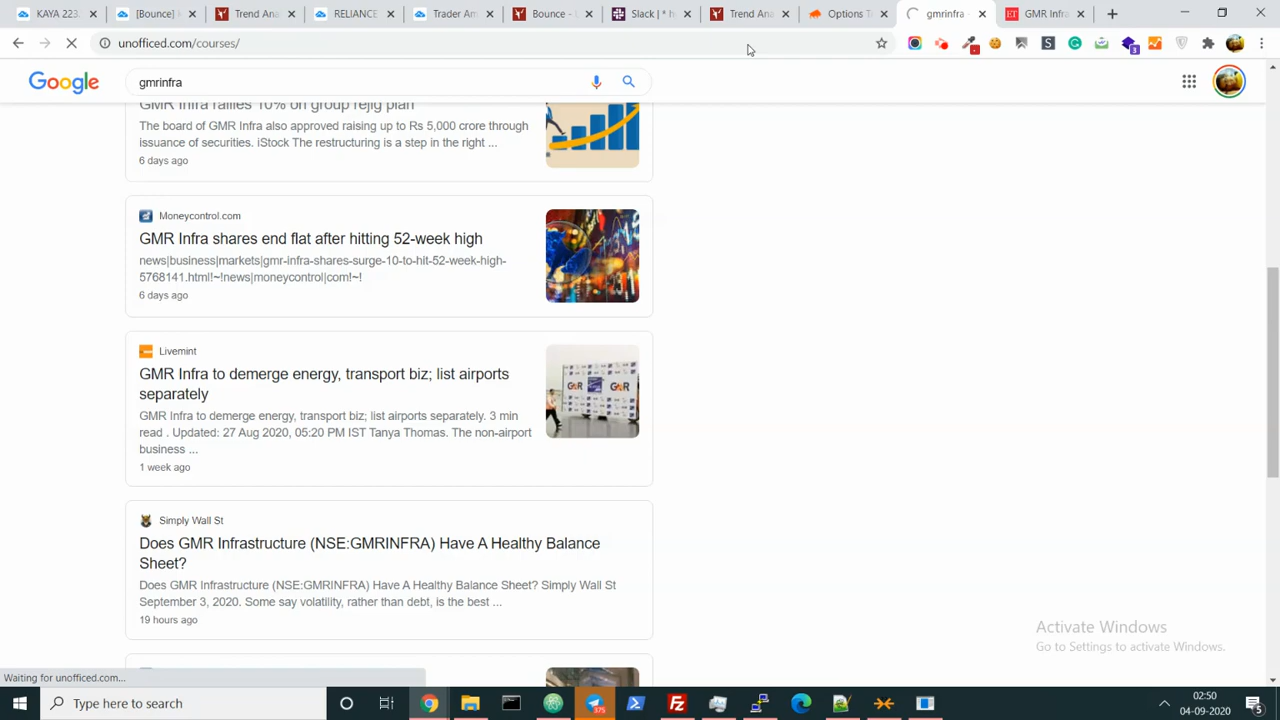 KAYA 223.
[Bounce] M
Trend Ana
RELIANCE
Trader Am
Bounce – U
Slack | * I
Trend Ana
Options Te
gmrinfra -
GMR Infra
unofficed.com/courses/
Google
gmrinfra
GMR Infra rallies 10% on group rejig plan
The board of GMR Infra also approved raising up to Rs 5,000 crore through
issuance of securities. iStock The restructuring is a step in the right ...
6 days ago
Moneycontrol.com
GMR Infra shares end flat after hitting 52-week high
news|business|markets|gmr-infra-shares-surge-10-to-hit-52-week-high-
5768141.html!~!news|moneycontrol|com!~!
6 days ago
Livemint
GMR Infra to demerge energy, transport biz; list airports
separately
GMR Infra to demerge energy, transport biz; list airports separately. 3 min
read . Updated: 27 Aug 2020, 05:20 PM IST Tanya Thomas. The non-airport
business ...
1 week ago
Simply Wall St
Does GMR Infrastructure (NSE:GMRINFRA) Have A Healthy Balance
Sheet?
Does GMR Infrastructure (NSE:GMRINFRA) Have A Healthy Balance Sheet? Simply Wall St
September 3, 2020. Some say volatility, rather than debt, is the best ...
19 hours ago
Activate Windows
Go to Settings to activate Windows.
Waiting for unofficed.com...
Type here to search
375
02:50
04-09-2020
5